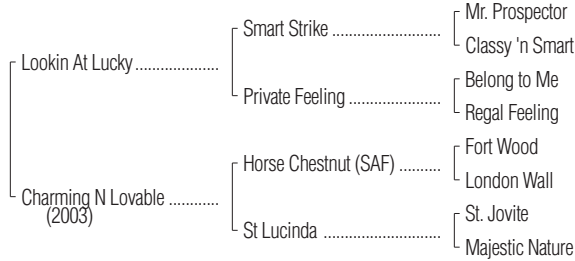 Mr. Prospector
Smart Strike ............................
Classy 'n Smart
Lookin At Lucky.....................
Belong to Me
Private Feeling ........................
Regal Feeling
Fort Wood
Horse Chestnut (SAF) ..........
London Wall
Charming N Lovable ............
(2003)
St. Jovite
St Lucinda ..............................
Majestic Nature